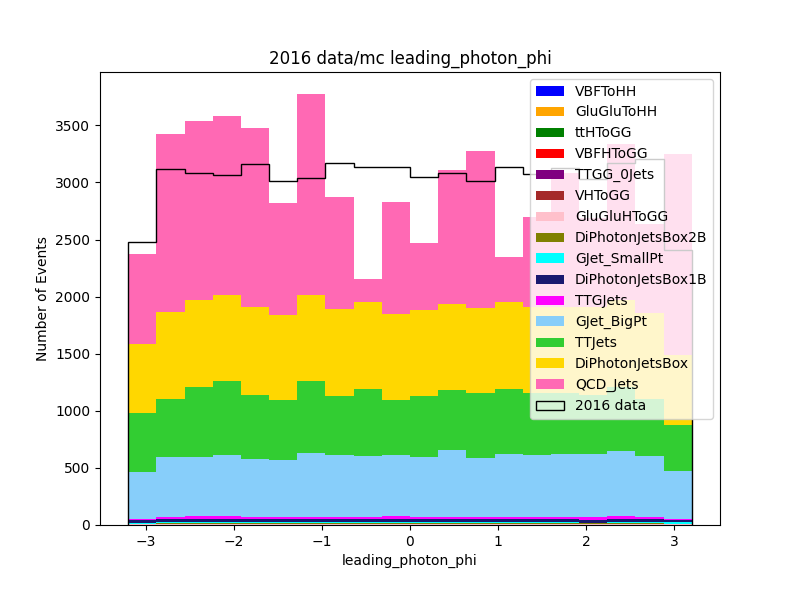 2016 data/mc leading_photon_phi
Number of Events
3500
3000
2500
2000
1500
1000
500
0
−3
−2
−1
0
1
2
3
leading_photon_phi
VBFToHH
GluGluToHH
ttHToGG
VBFHToGG
TTGG_0Jets
VHToGG
GluGluHToGG
DiPhotonJetsBox2B
GJet_SmallPt
DiPhotonJetsBox1B
TTGJets
GJet_BigPt
TTJets
DiPhotonJetsBox
QCD_Jets
2016 data